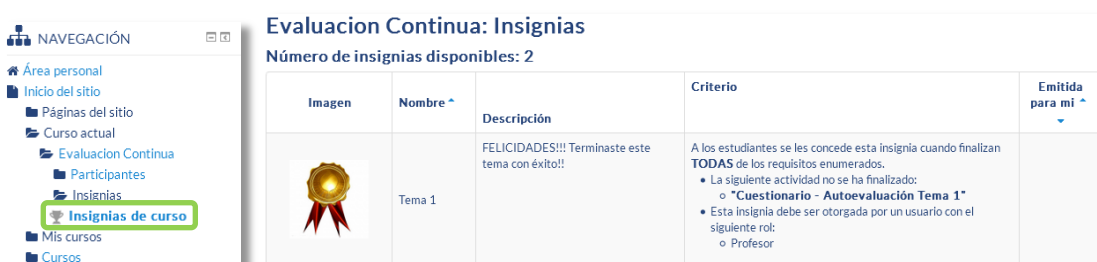 NAVEGACIÓN
Área personal
Inicio del sitio
Páginas del sitio
Curso actual
Evaluacion Continua
Participantes
Insignias
Insignias de curso
Mis cursos
Cursos
Evaluacion Continua: Insignias
Número de insignias disponibles: 2
Imagen
Nombre
Descripción
Criterio
Emitida
para mi
Tema 1
FELICIDADES!!! Terminaste este
tema con éxito!!
A los estudiantes se les concede esta insignia cuando finalizan
TODAS de los requisitos enumerados.
La siguiente actividad no se ha finalizado:
"Cuestionario - Autoevaluación Tema 1"
Esta insignia debe ser otorgada por un usuario con el
siguiente rol:
Profesor